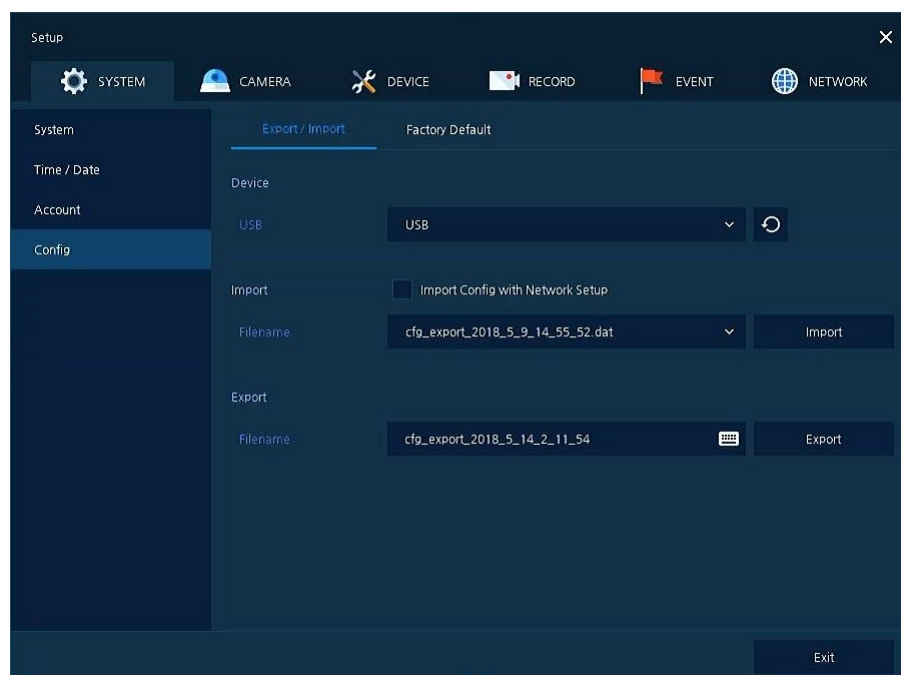 Setup
SYSTEM CAMERA DEVICE RECORD EVENT NETWORK
System
Time / Date
Account
Config
Export / Import Factory Default
Device
USB USB
Import Import Config with Network Setup
Filename cfg_export_2018_5_9_14_55_52.dat Import
Export
Filename cfg_export_2018_5_14_2_11_54 Export
Exit